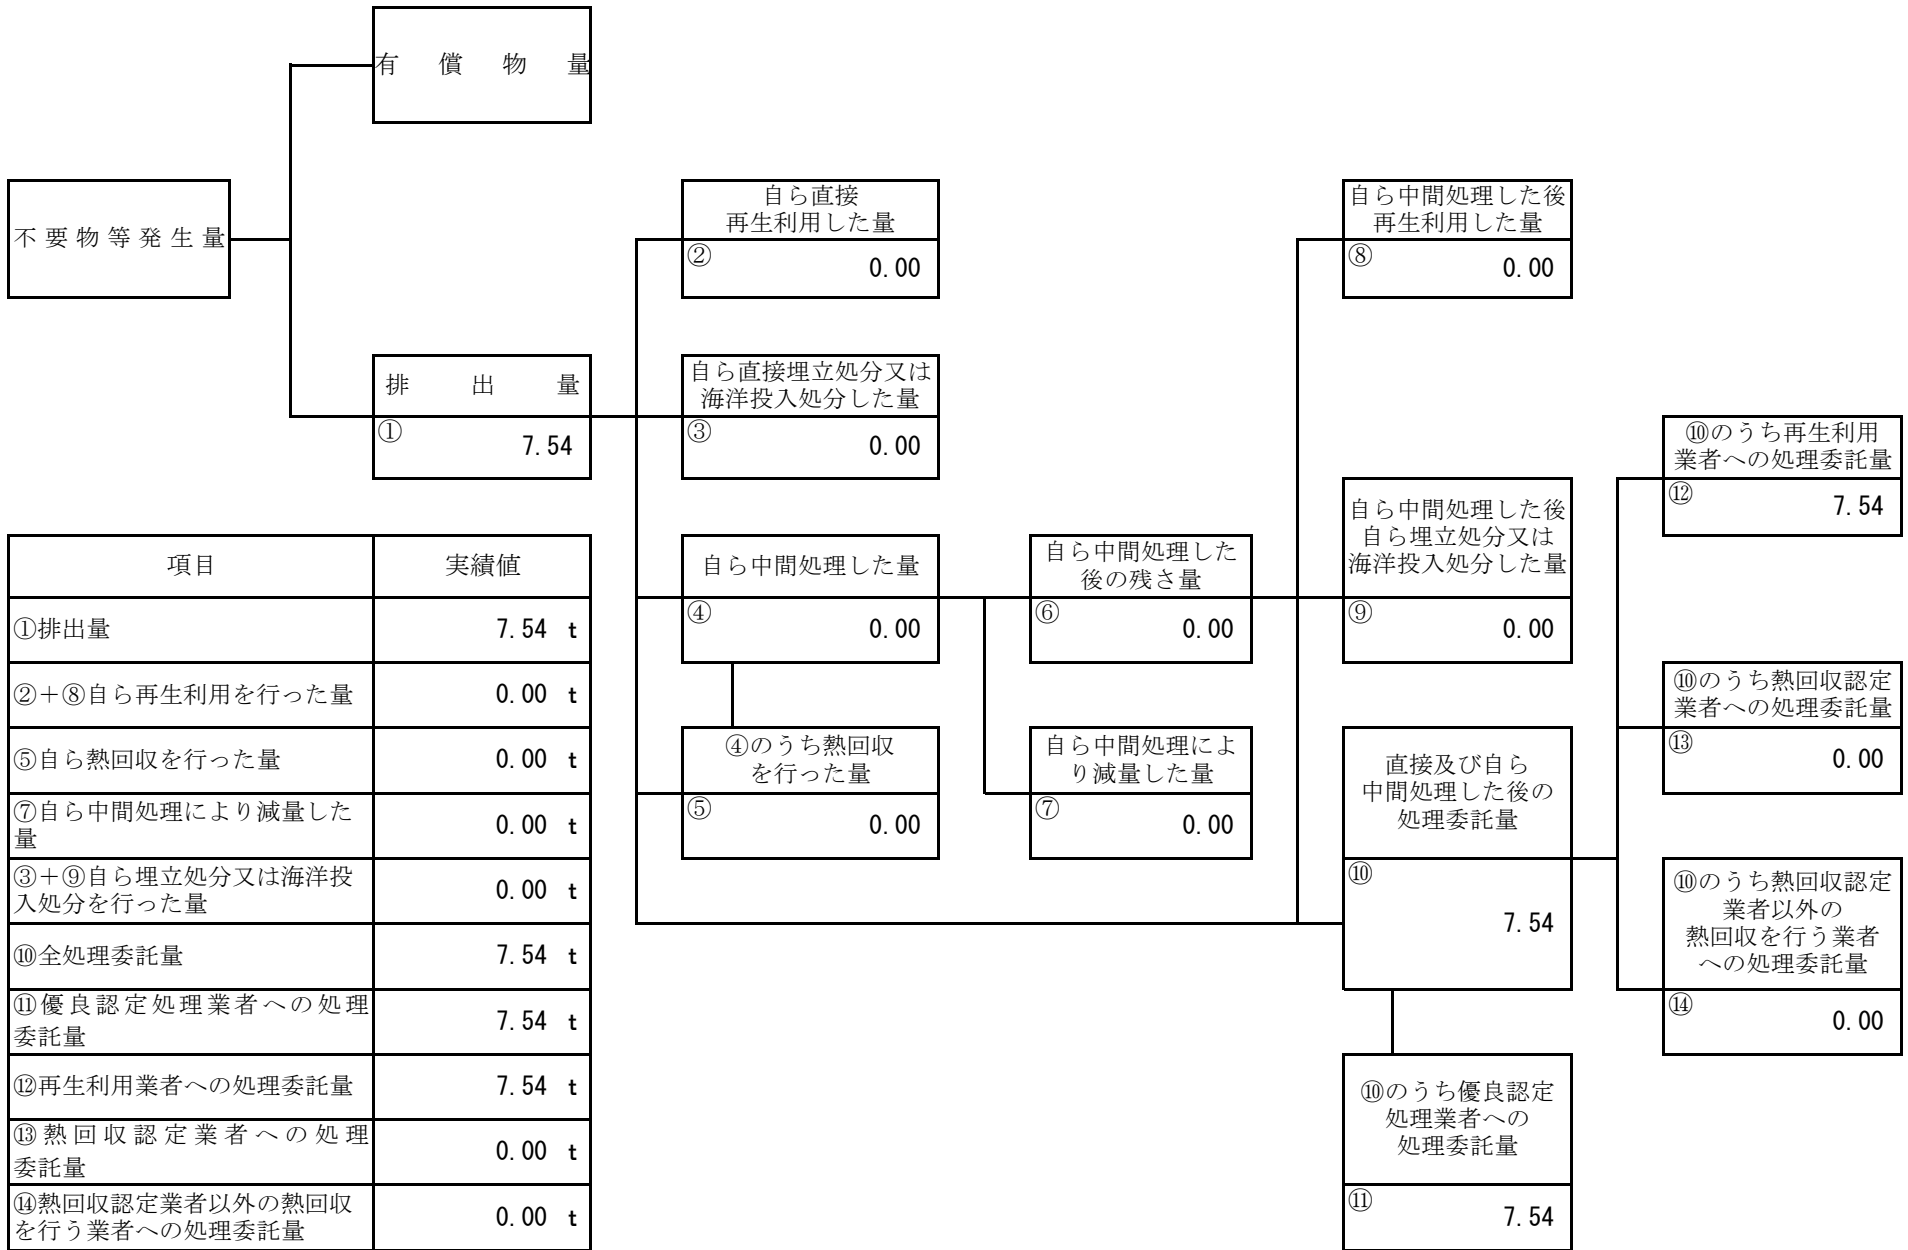 有償物量
不要物等発生量
自ら直接
再生利用した量
② 0.00
自ら中間処理した後
再生利用した量
⑧ 0.00
排出量
① 7.54
自ら直接埋立処分又は
海洋投入処分した量
③ 0.00
⑩のうち再生利用
業者への処理委託量
⑫ 7.54
自ら中間処理した後
自ら埋立処分又は
海洋投入処分した量
⑨ 0.00
自ら中間処理した量
④ 0.00
自ら中間処理した
後の残さ量
⑥ 0.00
⑩のうち熱回収認定
業者への処理委託量
⑬ 0.00
④のうち熱回収
を行った量
⑤ 0.00
自ら中間処理によ
り減量した量
⑦ 0.00
直接及び自ら
中間処理した後の
処理委託量
⑩
7.54
⑩のうち熱回収認定
業者以外の
熱回収を行う業者
への処理委託量
⑭ 0.00
⑩のうち優良認定
処理業者への
処理委託量
⑪ 7.54
項目 実績値
①排出量 7.54 t
②＋⑧自ら再生利用を行った量 0.00 t
⑤自ら熱回収を行った量 0.00 t
⑦自ら中間処理により減量した
量 0.00 t
③＋⑨自ら埋立処分又は海洋投
入処分を行った量 0.00 t
⑩全処理委託量 7.54 t
⑪優良認定処理業者への処理
委託量 7.54 t
⑫再生利用業者への処理委託量 7.54 t
⑬熱回収認定業者への処理
委託量 0.00 t
⑭熱回収認定業者以外の熱回収
を行う業者への処理委託量 0.00 t